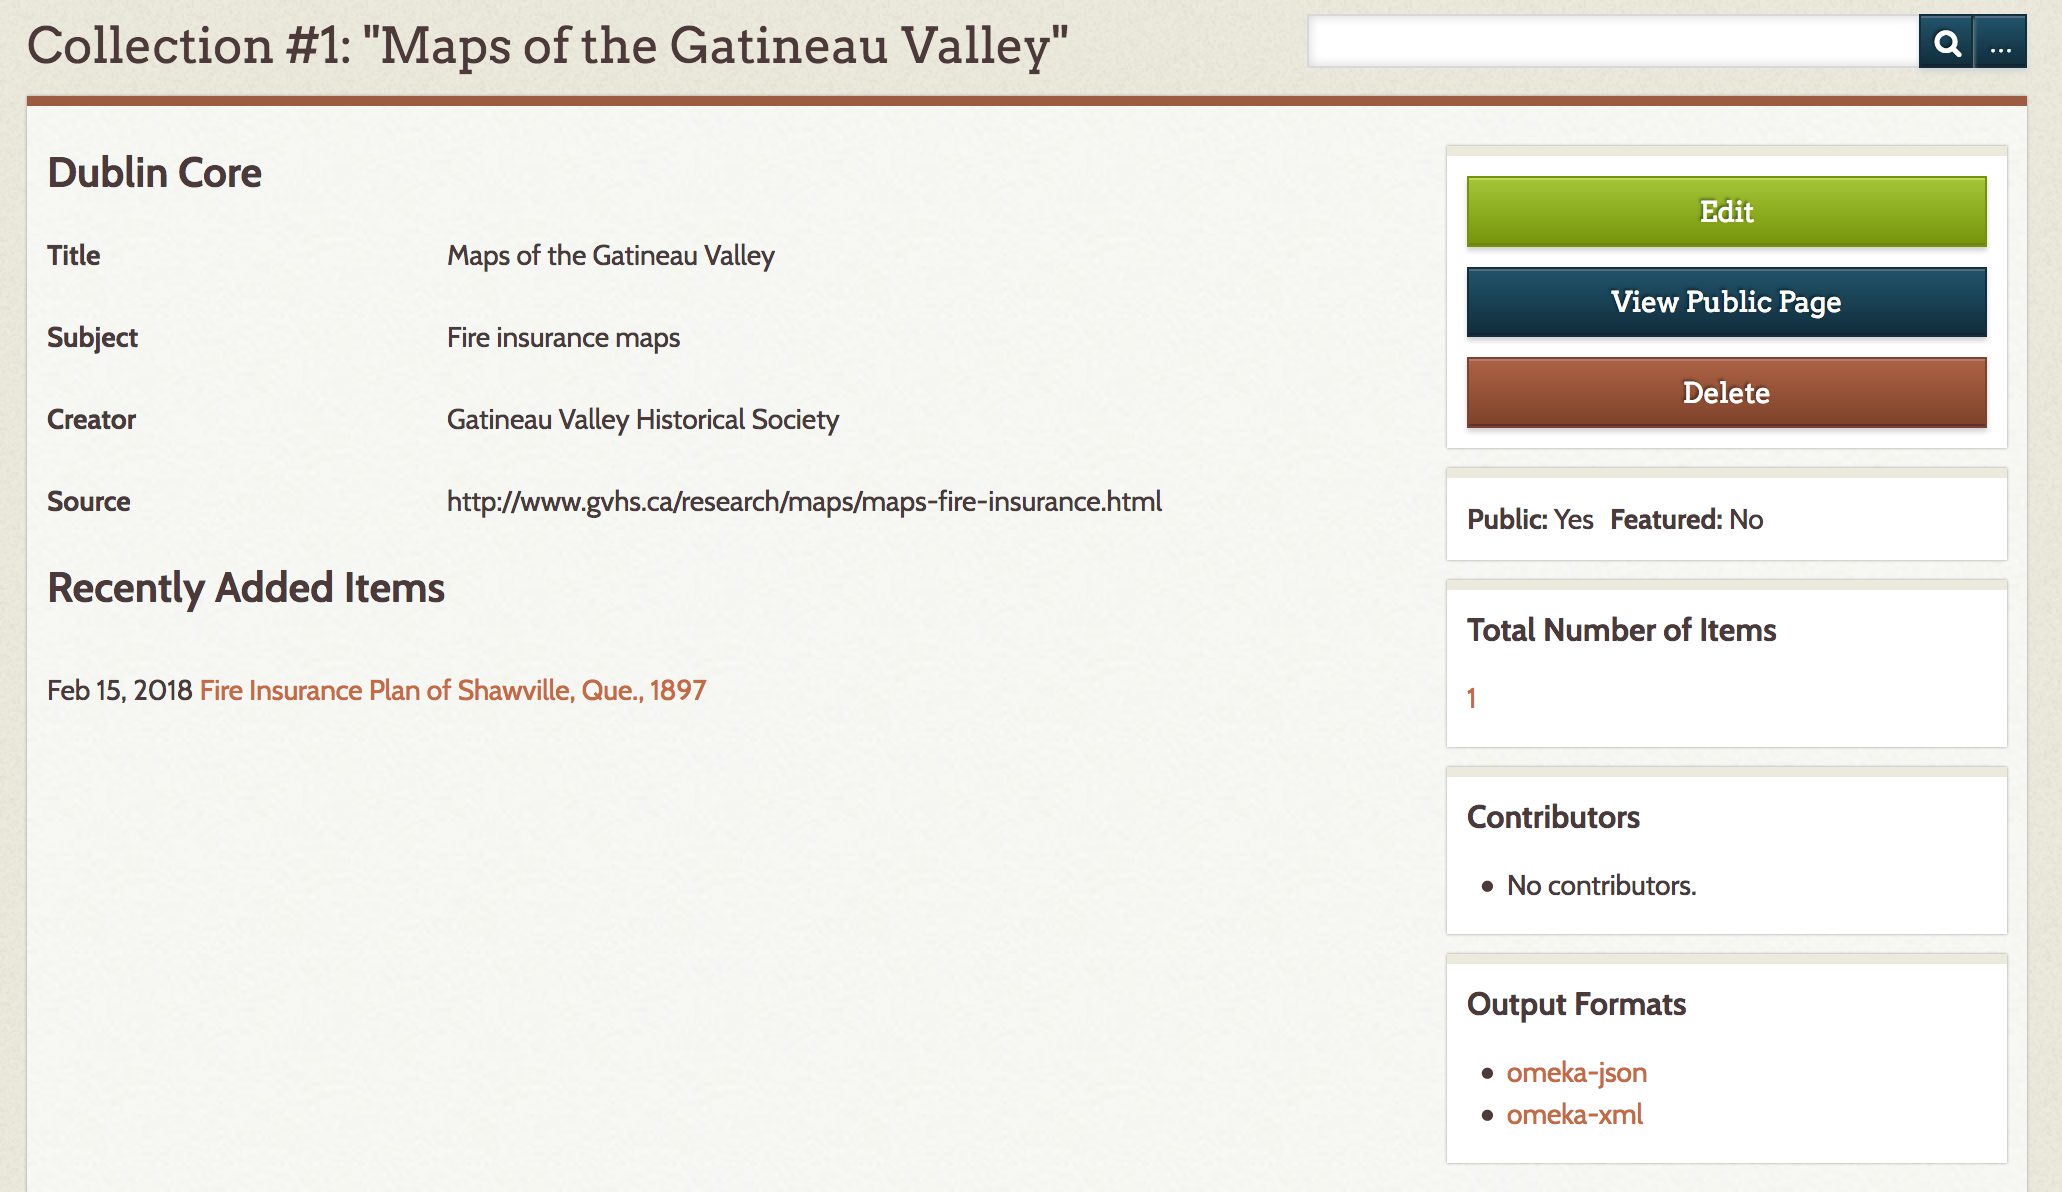 Collection #1: "Maps of the Gatineau Valley"
...
Dublin Core
Title
Maps of the Gatineau Valley
Subject
Fire insurance maps
Creator
Gatineau Valley Historical Society
Source
http://www.gvhs.ca/research/maps/maps-fire-insurance.html
Recently Added Items
Feb 15, 2018 Fire Insurance Plan of Shawville, Que., 1897
Edit
View Public Page
Delete
Public: Yes Featured: No
Total Number of Items
1
Contributors
• No contributors.
Output Formats
• omeka-json
• omeka-xml